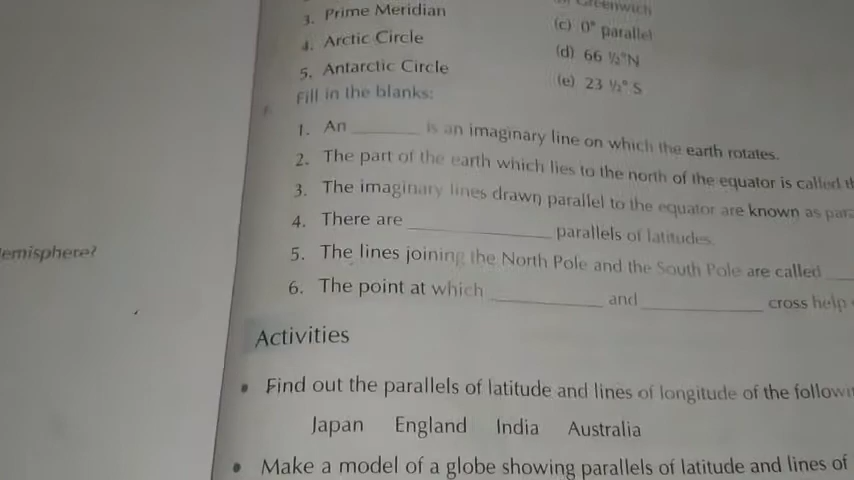 3. Prime Meridian
Greenwich
(c) 0° parallel
4. Arctic Circle
(d) 66 ½°N
5. Antarctic Circle
(e) 23 ½° S
Fill in the blanks:
1. An ________ is an imaginary line on which the earth rotates.
2. The part of the earth which lies to the north of the equator is called
3. The imaginary lines drawn parallel to the equator are known as
4. There are ________________ parallels of latitudes.
emisphere?
5. The lines joining the North Pole and the South Pole are called ___
6. The point at which _____________ and ______________ cross help
Activities
• Find out the parallels of latitude and lines of longitude of the
Japan England India Australia
• Make a model of a globe showing parallels of latitude and lines of